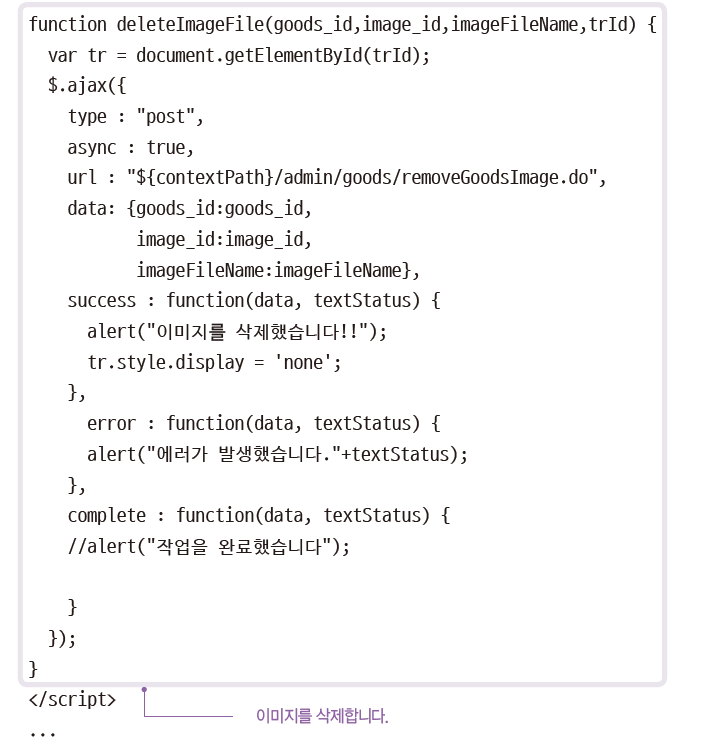 function deleteImageFile(goods_id,image_id,imageFileName,trId) {
  var tr = document.getElementById(trId);
  $.ajax({
    type : "post",
    async : true,
    url : "${contextPath}/admin/goods/removeGoodsImage.do",
    data: {goods_id:goods_id,
           image_id:image_id,
           imageFileName:imageFileName},
    success : function(data, textStatus) {
      alert("이미지를 삭제했습니다!!");
      tr.style.display = 'none';
    },
      error : function(data, textStatus) {
      alert("에러가 발생했습니다."+textStatus);
    },
    complete : function(data, textStatus) {
    //alert("작업을 완료했습니다");

    }
  });
}
</script>
이미지를 삭제합니다.
...